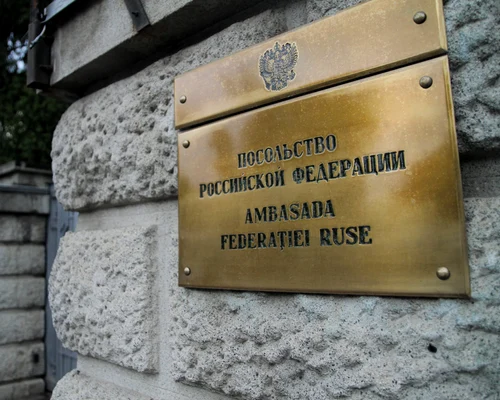 ПОСОЛЬСТВО
РОССИЙСКОЙ ФЕДЕРАЦИИ
AMBASADA
FEDERAȚIEI RUSE